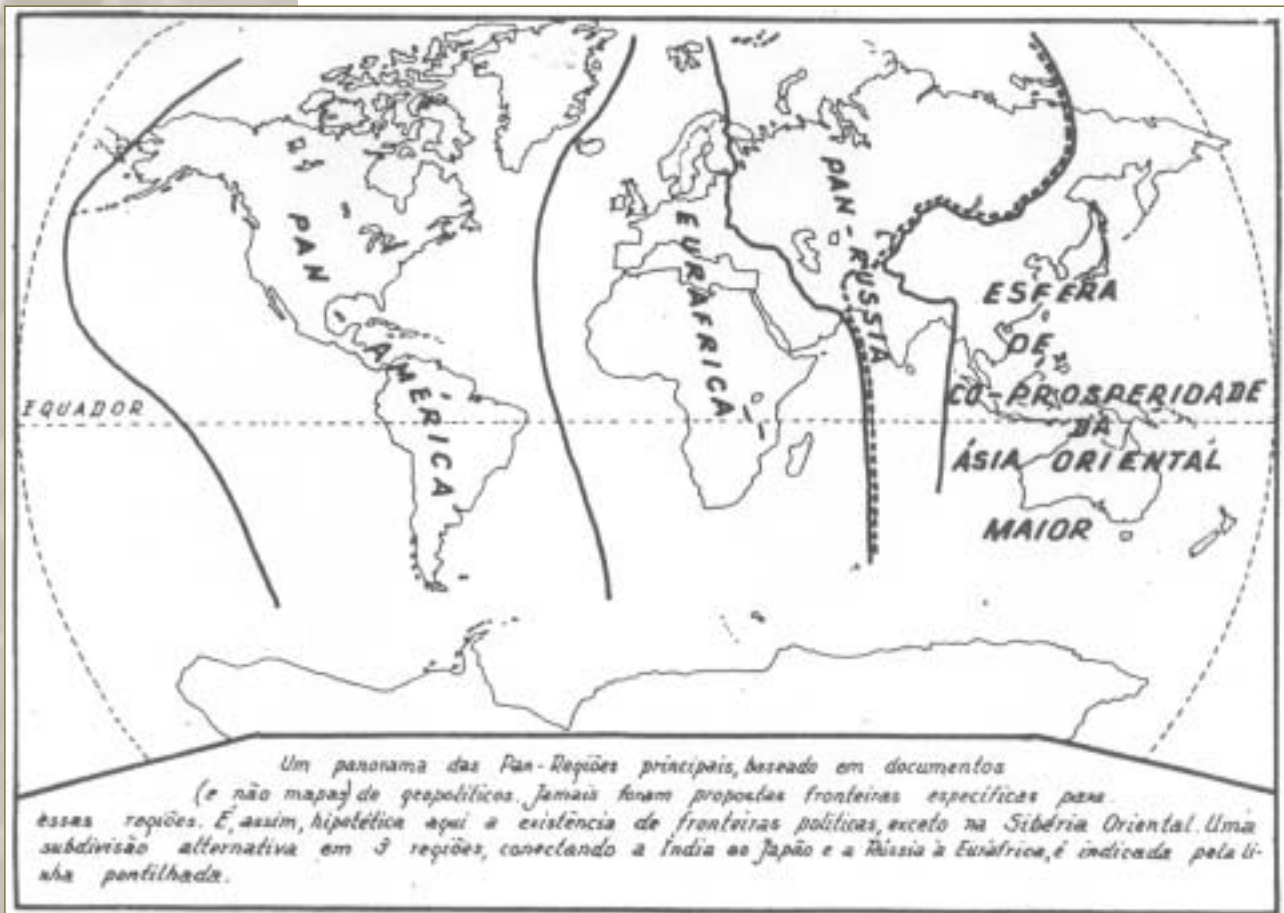 PAN
AMÉRICA
EURÁFRICA
PAN-RÚSSIA
ESFERA
DE
CO-PROSPERIDADE
DA
ÁSIA ORIENTAL
MAIOR
EQUADOR
Um panorama das Pan-Regiões principais, baseado em documentos
(e não mapas) de geopolíticos. Jamais foram propostas fronteiras específicas para
essas regiões. É, assim, hipotética aqui a existência de fronteiras políticas, exceto na Sibéria Oriental. Uma
subdivisão alternativa em 3 regiões, conectando a Índia ao Japão e a Rússia à Euráfrica, é indicada pela li-
nha pontilhada.